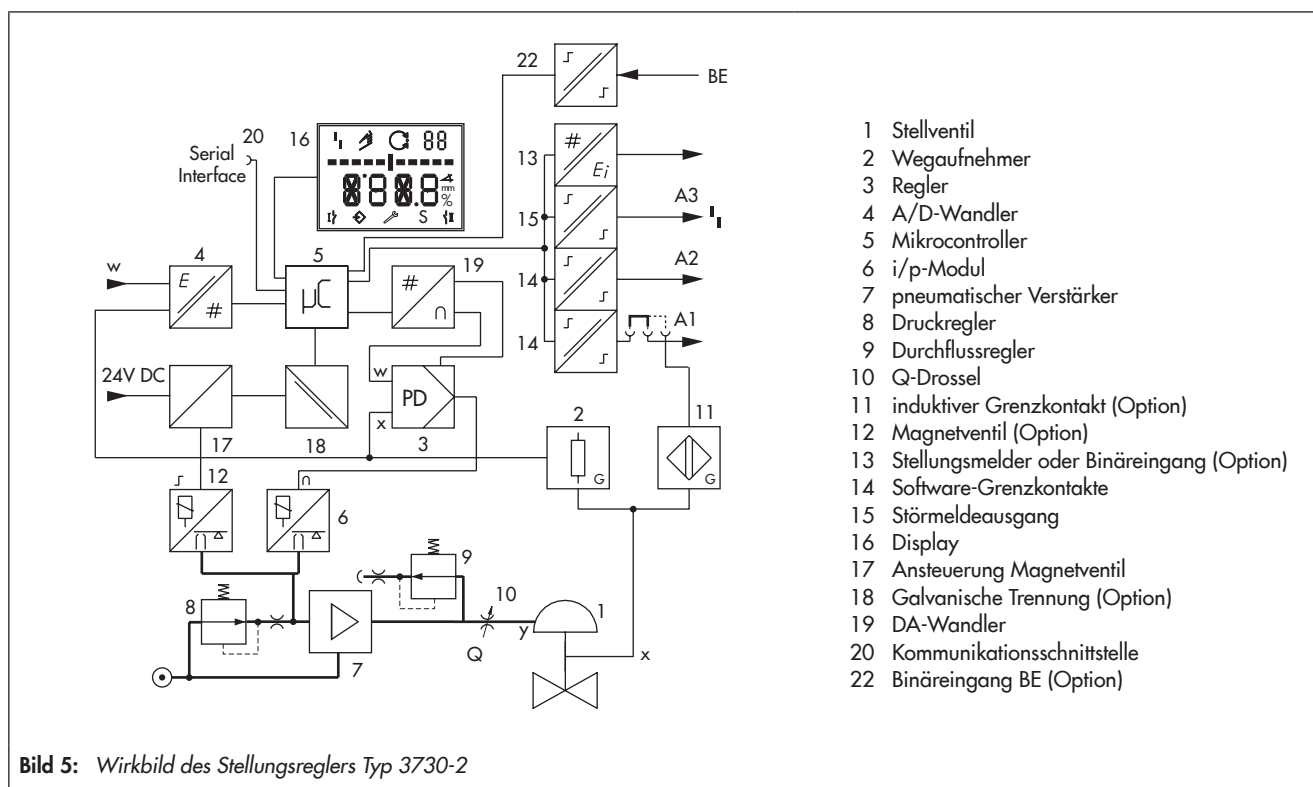 22
BE
20
16
88
Serial
Interface
mm
%
S
13
#
Ei
15
A3
14
A2
14
A1
w
4
E
#
5
µC
19
#
∩
24V DC
w
PD
x
3
17
18
2
G
11
G
12
∩
6
9
8
10
1
y
Q
7
x
1 Stellventil
2 Wegaufnehmer
3 Regler
4 A/D-Wandler
5 Mikrocontroller
6 i/p-Modul
7 pneumatischer Verstärker
8 Druckregler
9 Durchflussregler
10 Q-Drossel
11 induktiver Grenzkontakt (Option)
12 Magnetventil (Option)
13 Stellungsmelder oder Binäreingang (Option)
14 Software-Grenzkontakte
15 Störmeldeausgang
16 Display
17 Ansteuerung Magnetventil
18 Galvanische Trennung (Option)
19 DA-Wandler
20 Kommunikationsschnittstelle
22 Binäreingang BE (Option)
Bild 5: Wirkbild des Stellungsreglers Typ 3730-2